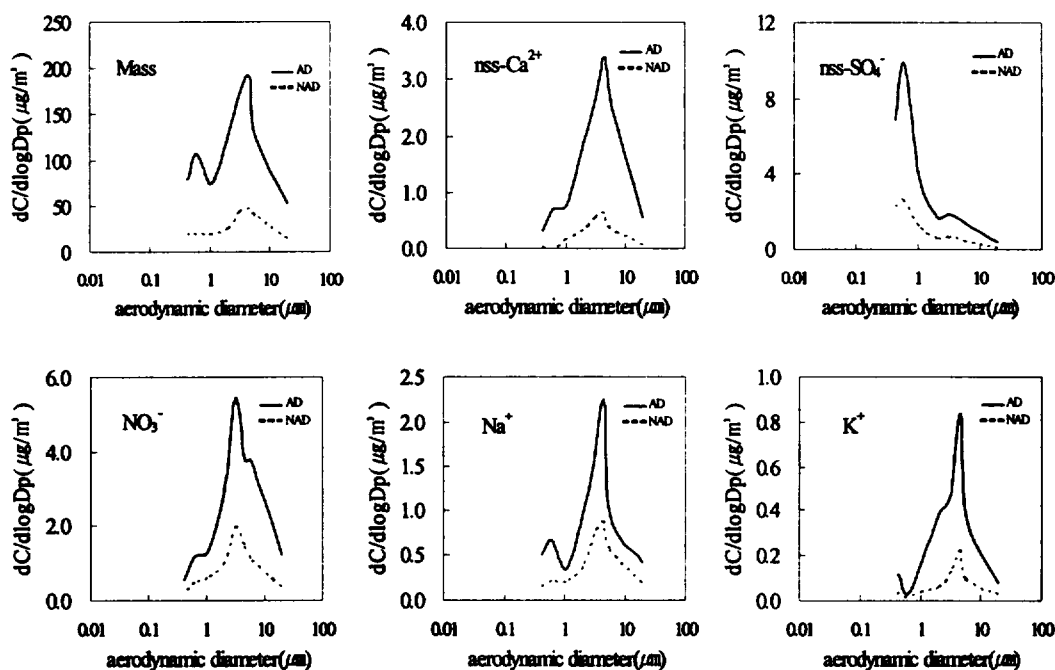 250
200
150
100
50
0
dC/dlogDp(μg/m³)
Mass
AD
NAD
0.01 0.1 1 10 100
aerodynamic diameter(μm)
4.0
3.0
2.0
1.0
0.0
dC/dlogDp(μg/m³)
nss-Ca²⁺
AD
NAD
0.01 0.1 1 10 100
aerodynamic diameter(μm)
12
8
4
0
dC/dlogDp(μg/m³)
nss-SO₄⁻
AD
NAD
0.01 0.1 1 10 100
aerodynamic diameter(μm)
6.0
4.0
2.0
0.0
dC/dlogDp(μg/m³)
NO₃⁻
AD
NAD
0.01 0.1 1 10 100
aerodynamic diameter(μm)
2.5
2.0
1.5
1.0
0.5
0.0
dC/dlogDp(μg/m³)
Na⁺
AD
NAD
0.01 0.1 1 10 100
aerodynamic diameter(μm)
1.0
0.8
0.6
0.4
0.2
0.0
dC/dlogDp(μg/m³)
K⁺
AD
NAD
0.01 0.1 1 10 100
aerodynamic diameter(μm)